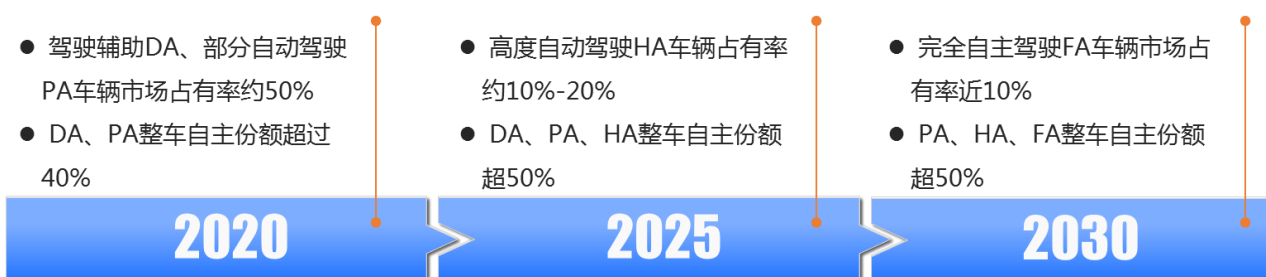 ● 驾驶辅助DA、部分自动驾驶
PA车辆市场占有率约50%
● DA、PA整车自主份额超过
40%
2020
● 高度自动驾驶HA车辆占有率
约10%-20%
● DA、PA、HA整车自主份额
超50%
2025
● 完全自主驾驶FA车辆市场占
有率近10%
● PA、HA、FA整车自主份额
超50%
2030